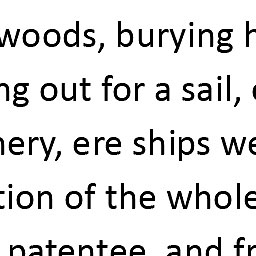 woods, burying h
ng out for a sail,
nery, ere ships we
tion of the whole
patentee, and fr